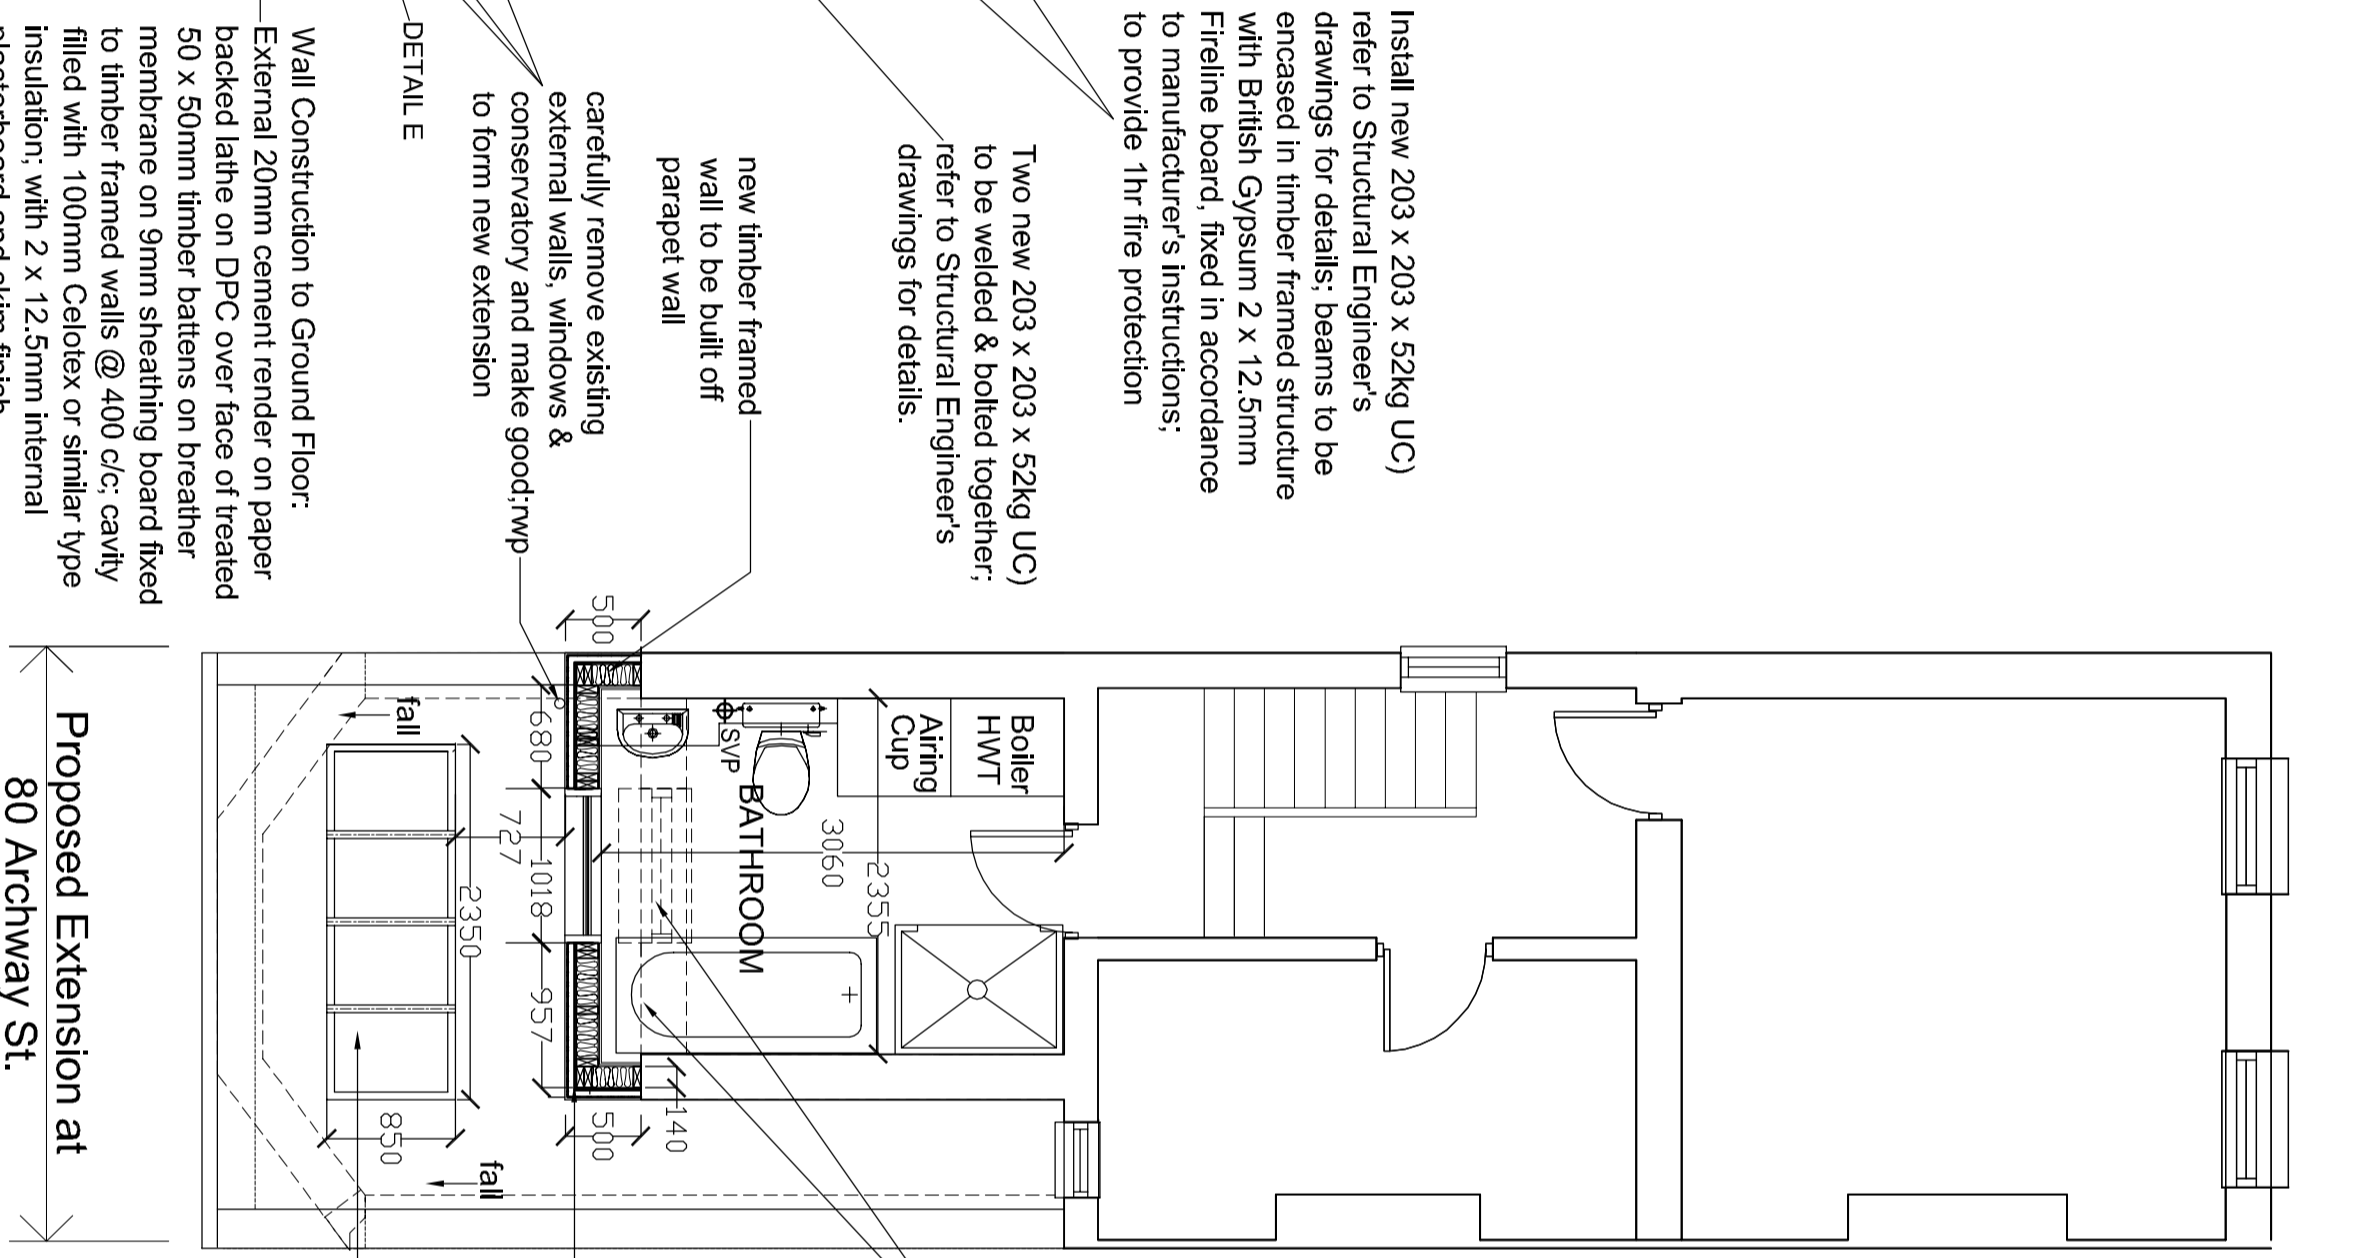 Install new 203 x 203 x 52kg UC)
refer to Structural Engineer's
drawings for details; beams to be
encased in timber framed structure
with British Gypsum 2 x 12.5mm
Fireline board, fixed in accordance
to manufacturer's instructions;
to provide 1hr fire protection
Two new 203 x 203 x 52kg UC)
to be welded & bolted together;
refer to Structural Engineer's
drawings for details.
new timber framed
wall to be built off
parapet wall
carefully remove existing
external walls, windows &
conservatory and make good;rwp
to form new extension
DETAIL E
Wall Construction to Ground Floor:
External 20mm cement render on paper
backed lathe on DPC over face of treated
50 x 50mm timber battens on breather
membrane on 9mm sheathing board fixed
to timber framed walls @ 400 c/c; cavity
filled with 100mm Celotex or similar type
insulation; with 2 x 12.5mm internal
plasterboard and skim finish
Boiler
HWT
Airing
Cup
2355
3060
BATHROOM
SVP
500
140
500
680
1018
957
727
fall
2350
850
fall
Proposed Extension at
80 Archway St.